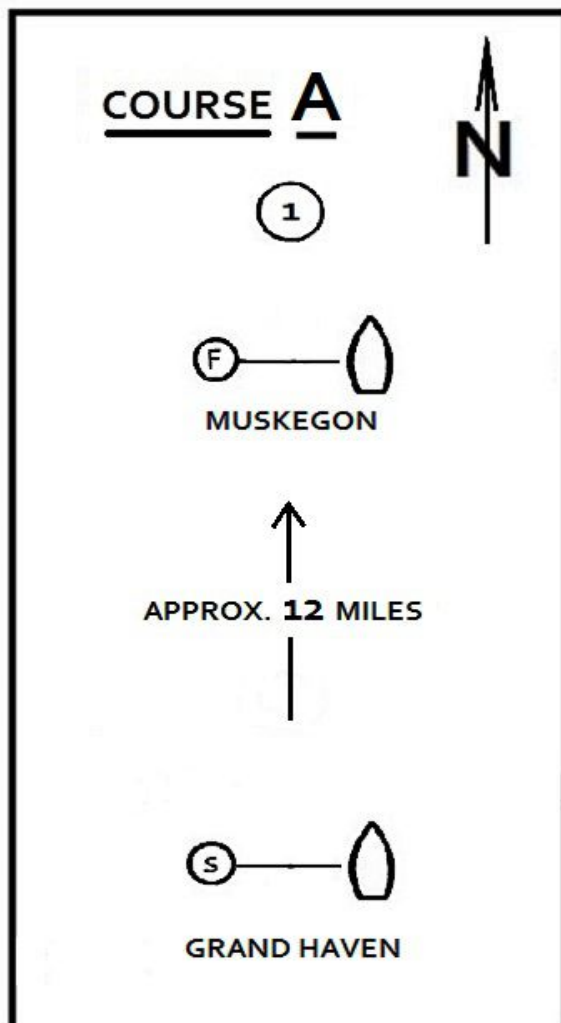 COURSE A
N
1
F
MUSKEGON
APPROX. 12 MILES
S
GRAND HAVEN